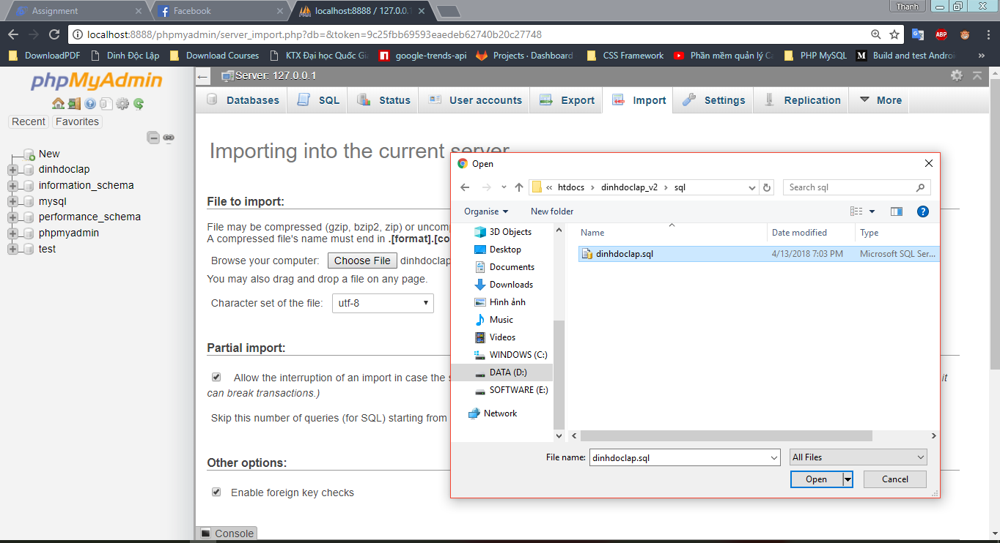 Assignment
Facebook
localhost:8888 / 127.0.0.1
Thanh
localhost:8888/phpmyadmin/server_import.php?db=&token=9c25fbb69593eaedeb62740b20c27748
ABP
DownloadPDF
Dinh Độc Lập
Download Courses
KTX Đại học Quốc Gi
google-trends-api
Projects · Dashboard
CSS Framework
Phần mềm quản lý Ca
PHP MySQL
M
Build and test Androi
»
phpMyAdmin
Recent
Favorites
New
dinhdoclap
information_schema
mysql
performance_schema
phpmyadmin
test
Server: 127.0.0.1
Databases
SQL
Status
User accounts
Export
Import
Settings
Replication
More
Importing into the current server
File to import:
File may be compressed (gzip, bzip2, zip) or uncom
A compressed file's name must end in .[format].[co
Browse your computer:
Choose File
dinhdoclap
You may also drag and drop a file on any page.
Character set of the file:
utf-8
Partial import:
Allow the interruption of an import in case the s
it
can break transactions.)
Skip this number of queries (for SQL) starting from
Other options:
Enable foreign key checks
Console
Open
« htdocs › dinhdoclap_v2 › sql
Search sql
Organise
New folder
3D Objects
Desktop
Documents
Downloads
Hình ảnh
Music
Videos
WINDOWS (C:)
DATA (D:)
SOFTWARE (E:)
Network
Name
Date modified
Type
dinhdoclap.sql
4/13/2018 7:03 PM
Microsoft SQL Ser...
File name:
dinhdoclap.sql
All Files
Open
Cancel